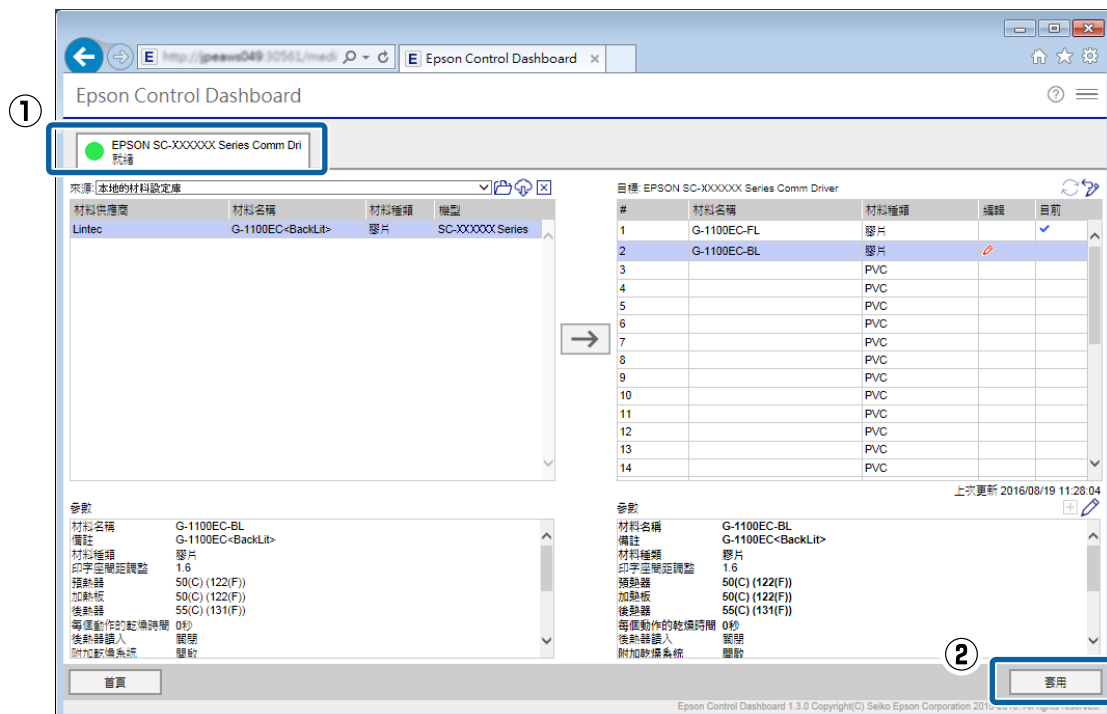 E http://jpeaws049:30561/medi E Epson Control Dashboard ×
Epson Control Dashboard ?
①
EPSON SC-XXXXXX Series Comm Dri
就緒
來源: 本地的材料設定庫
材料供應商 材料名稱 材料種類 機型
Lintec G-1100EC<BackLit>膠片 SC-XXXXXX Series
目標: EPSON SC-XXXXXX Series Comm Driver
# 材料名稱 材料種類 編輯 目前
1 G-1100EC-FL 膠片 ✓
2 G-1100EC-BL 膠片
3 PVC
4 PVC
5 PVC
6 PVC
7 PVC
8 PVC
9 PVC
10 PVC
11 PVC
12 PVC
13 PVC
14 PVC
上次更新 2016/08/19 11:28:04
參數
材料名稱 G-1100EC-BL
備註 G-1100EC<BackLit>
材料種類 膠片
印字座間距調整 1.6
預熱器 50(C) (122(F))
加熱板 50(C) (122(F))
後熱器 55(C) (131(F))
每個動作的乾燥時間 0秒
後熱器饋入 關閉
附加乾燥系統 開啟
參數
材料名稱 G-1100EC-BL
備註 G-1100EC<BackLit>
材料種類 膠片
印字座間距調整 1.6
預熱器 50(C) (122(F))
加熱板 50(C) (122(F))
後熱器 55(C) (131(F))
每個動作的乾燥時間 0秒
後熱器饋入 關閉
附加乾燥系統 開啟
②
首頁 套用
Epson Control Dashboard 1.3.0 Copyright(C) Seiko Epson Corporation